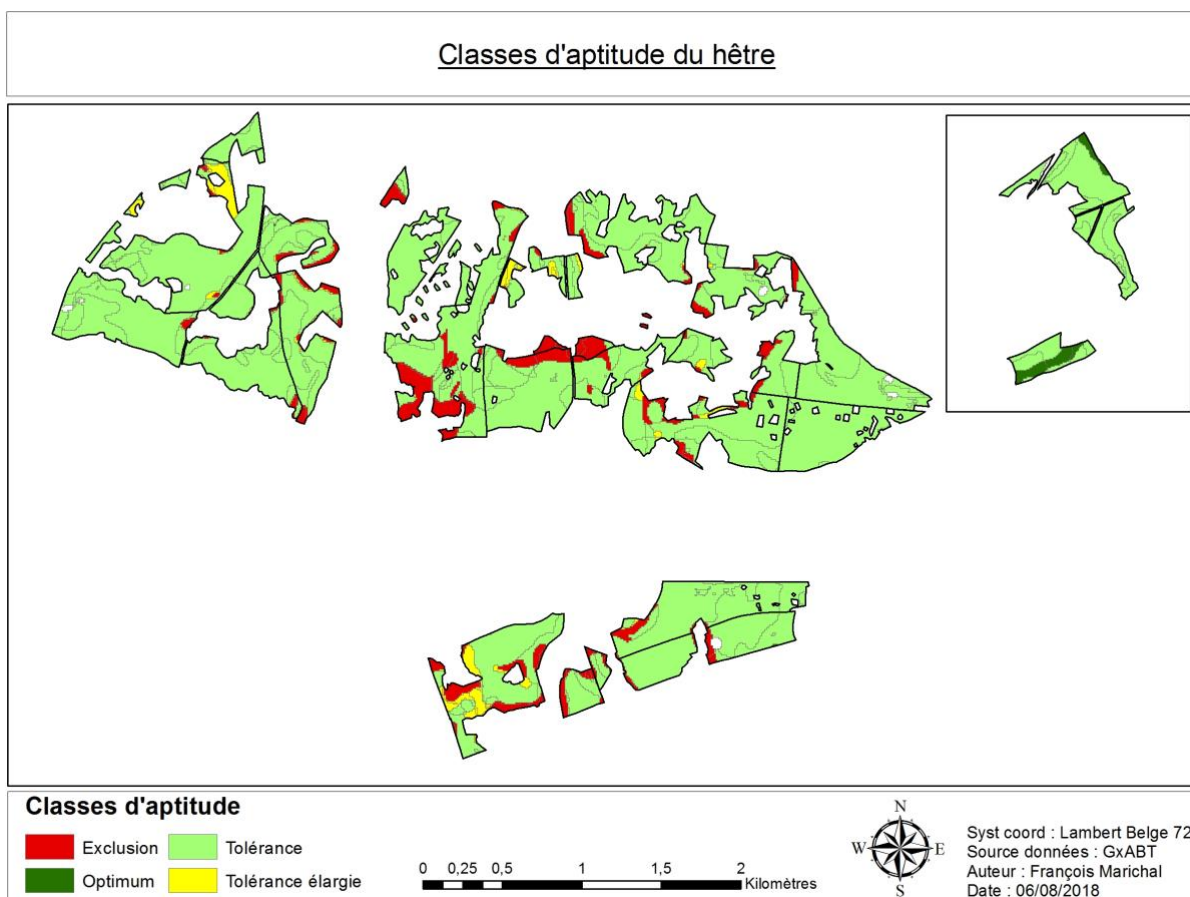 Classes d'aptitude du hêtre
Classes d'aptitude
Exclusion
Tolérance
Optimum
Tolérance élargie
0 0,25 0,5 1 1,5 2
Kilomètres
N
W E
S
Syst coord : Lambert Belge 72
Source données : GxABT
Auteur : François Marichal
Date : 06/08/2018